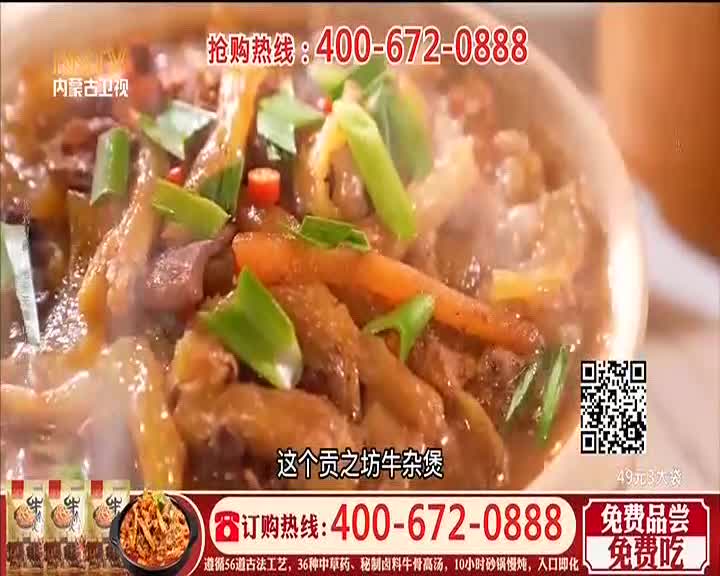 抢购热线：400-672-0888
NMTV
内蒙古卫视
49元3大袋
这个贡之坊牛杂煲
订购热线:400-672-0888
免费品尝
免费吃
遵循56道古法工艺，36种中草药、秘制卤料牛骨高汤，10小时砂锅慢炖，入口即化